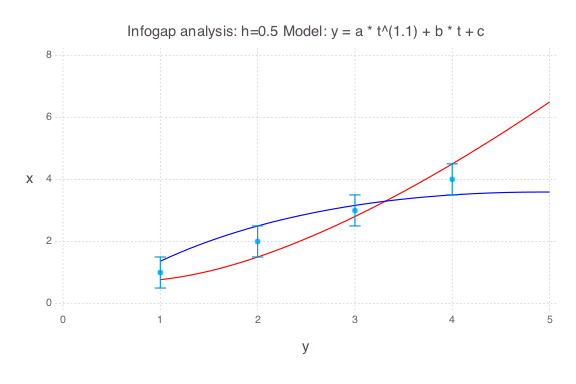 Infogap analysis: h=0.5 Model: y = a * t^(1.1) + b * t + c
8
6
x
4
2
0
0 1 2 3 4 5
y